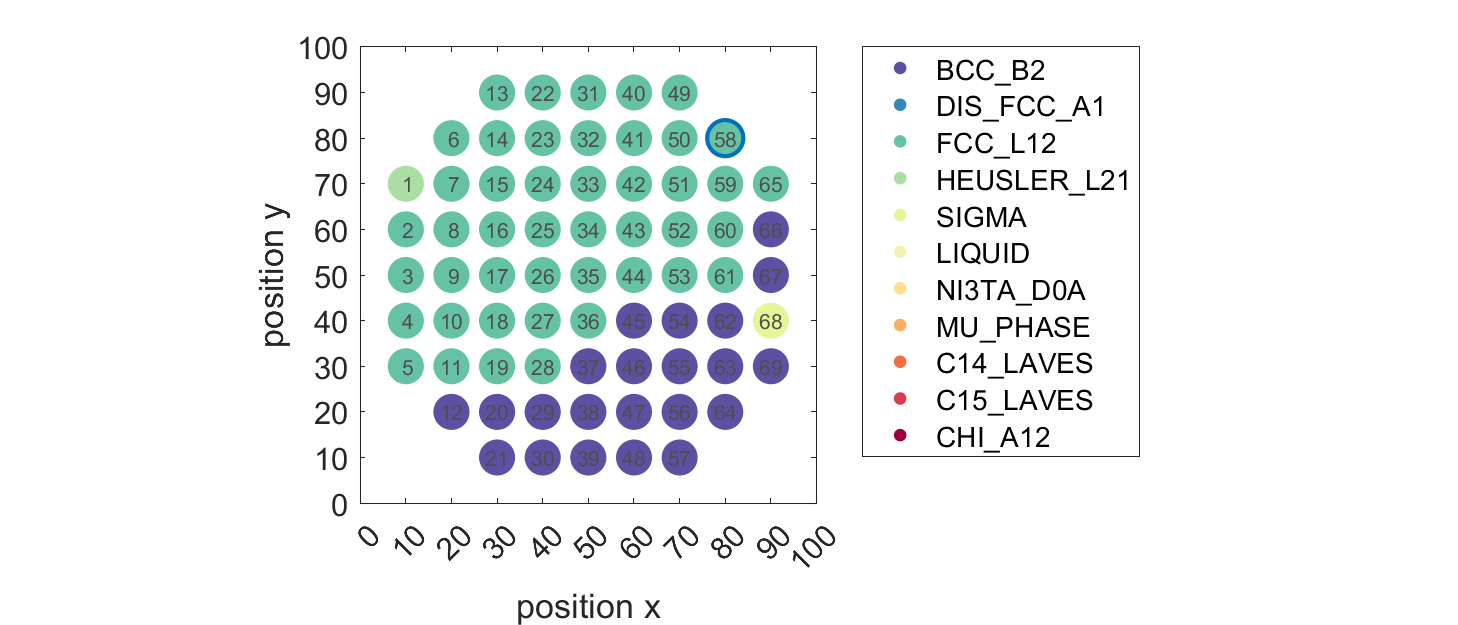 100
90
80
70
60
50
40
30
20
10
0
position y
13 22 31 40 49
6 14 23 32 41 50 58
1 7 15 24 33 42 51 59 65
2 8 16 25 34 43 52 60 66
3 9 17 26 35 44 53 61 67
4 10 18 27 36 45 54 62 68
5 11 19 28 37 46 55 63 69
12 20 29 38 47 56 64
21 30 39 48 57
0 10 20 30 40 50 60 70 80 90 100
position x
BCC_B2
DIS_FCC_A1
FCC_L12
HEUSLER_L21
SIGMA
LIQUID
NI3TA_D0A
MU_PHASE
C14_LAVES
C15_LAVES
CHI_A12